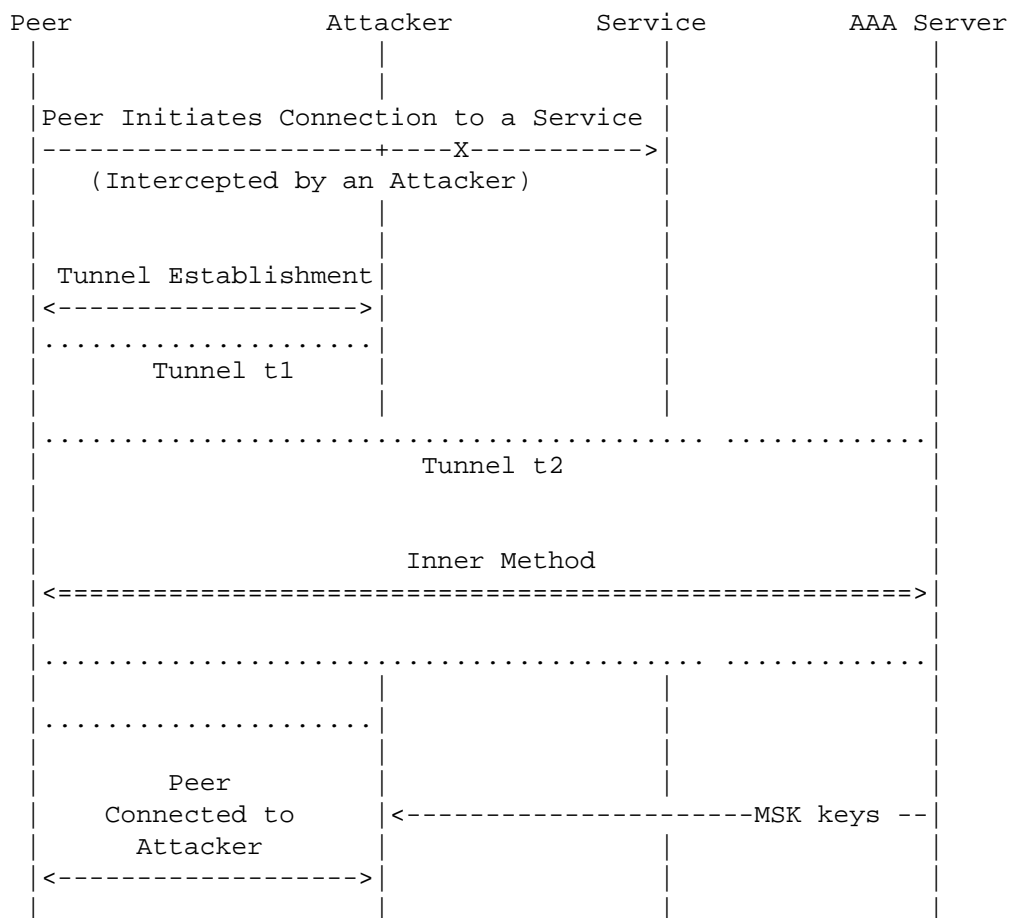 Peer Attacker Service AAA Server
Peer Initiates Connection to a Service
---------------------+----X----------->
(Intercepted by an Attacker)
Tunnel Establishment
<------------------->
.....................
Tunnel t1
.......................................... .............
Tunnel t2
Inner Method
<======================================================>
.......................................... .............
.....................
Peer
Connected to <----------------------MSK keys --
Attacker
<------------------->